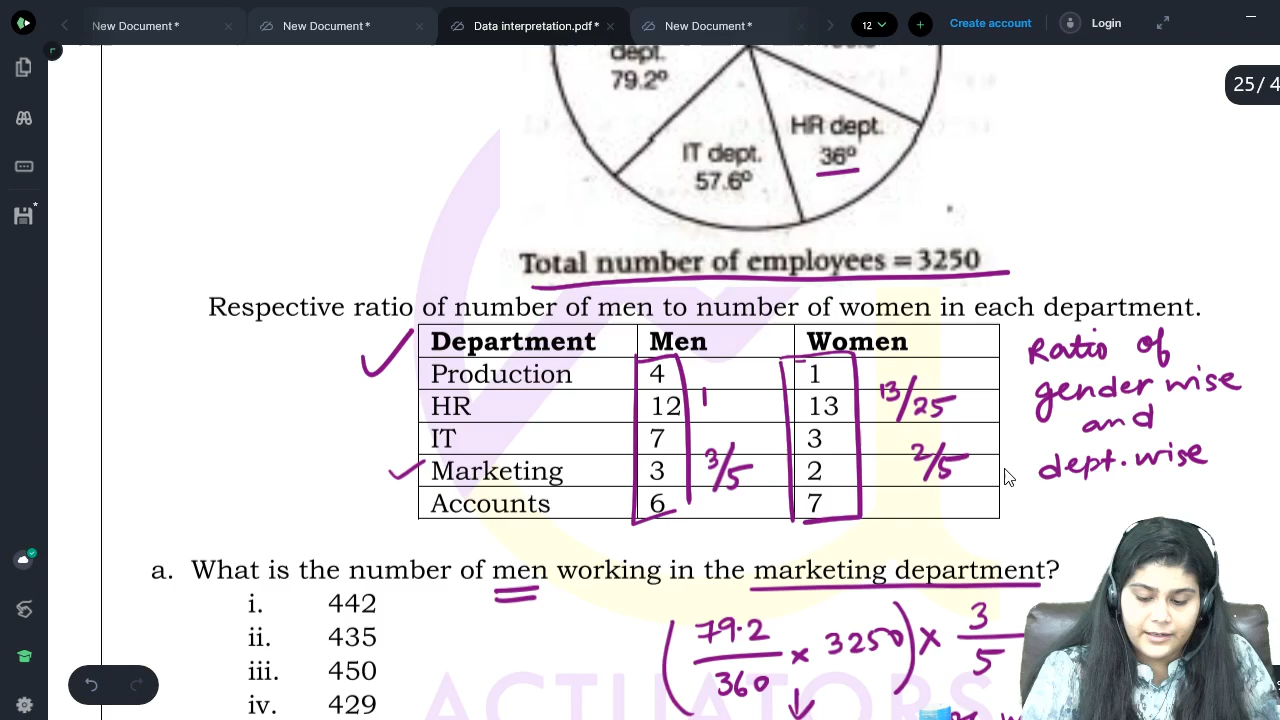 New Document *
New Document *
Data interpretation.pdf *
New Document *
12
Create account
Login
25/4
dept.
79.2º
HR dept.
36º
IT dept.
57.6º
Total number of employees = 3250
Respective ratio of number of men to number of women in each department.
Department Men Women
Production 4 1
HR 12 13 13/25
IT 7 3
Marketing 3 3/5 2 2/5
Accounts 6 7
Ratio of
gender wise
and
dept. wise
a. What is the number of men working in the marketing department?
i. 442
ii. 435
iii. 450
iv. 429
(79.2/360 × 3250) × 3/5
ACTUATORS